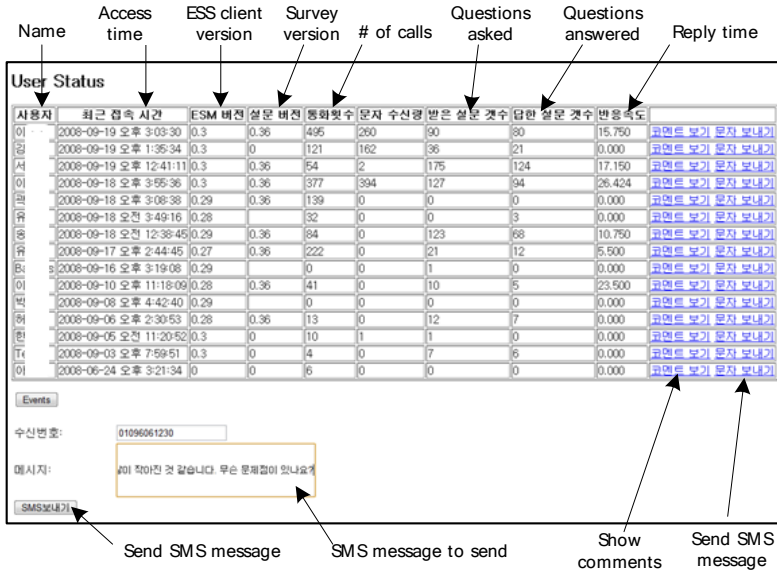 Name
Access time
ESS client version
Survey version
# of calls
Questions asked
Questions answered
Reply time
User Status
사용자 최근 접속 시간 ESM 버전 설문 버전 통화횟수 문자 수신량 받은 설문 갯수 답한 설문 갯수 반응속도
이 2008-09-19 오후 3:03:30 0.3 0.36 495 260 90 80 15.750 코멘트 보기 문자 보내기
김 2008-09-19 오후 1:35:34 0.3 0 121 162 36 21 0.000 코멘트 보기 문자 보내기
서 2008-09-19 오후 12:41:11 0.3 0.36 54 2 175 124 17.150 코멘트 보기 문자 보내기
이 2008-09-18 오후 3:55:36 0.3 0.36 377 394 127 94 26.424 코멘트 보기 문자 보내기
곽 2008-09-18 오후 3:08:38 0.29 0.36 139 0 0 0 0.000 코멘트 보기 문자 보내기
유 2008-09-18 오전 3:49:16 0.28 32 0 0 3 0.000 코멘트 보기 문자 보내기
송 2008-09-18 오전 12:38:45 0.29 0.36 84 0 123 68 10.750 코멘트 보기 문자 보내기
유 2008-09-17 오후 2:44:45 0.27 0.36 222 0 21 12 5.500 코멘트 보기 문자 보내기
Ba s 2008-09-16 오후 3:19:08 0.29 0 0 1 0 0.000 코멘트 보기 문자 보내기
이 2008-09-10 오후 11:18:09 0.28 0.36 41 0 10 5 23.500 코멘트 보기 문자 보내기
박 2008-09-08 오후 4:42:40 0.29 0 0 0 0 0.000 코멘트 보기 문자 보내기
허 2008-09-06 오후 2:30:53 0.28 0.36 13 0 12 7 0.000 코멘트 보기 문자 보내기
한 2008-09-05 오전 11:20:52 0.3 0 10 1 1 0 0.000 코멘트 보기 문자 보내기
Te 2008-09-03 오후 7:59:51 0.3 0 4 0 7 6 0.000 코멘트 보기 문자 보내기
이 2008-06-24 오후 3:21:34 0 0 6 0 0 0 0.000 코멘트 보기 문자 보내기
Events
수신번호: 01096061230
메시지: 이 작아진 것 같습니다. 무슨 문제점이 있나요?
SMS보내기
Send SMS message
SMS message to send
Show comments
Send SMS message